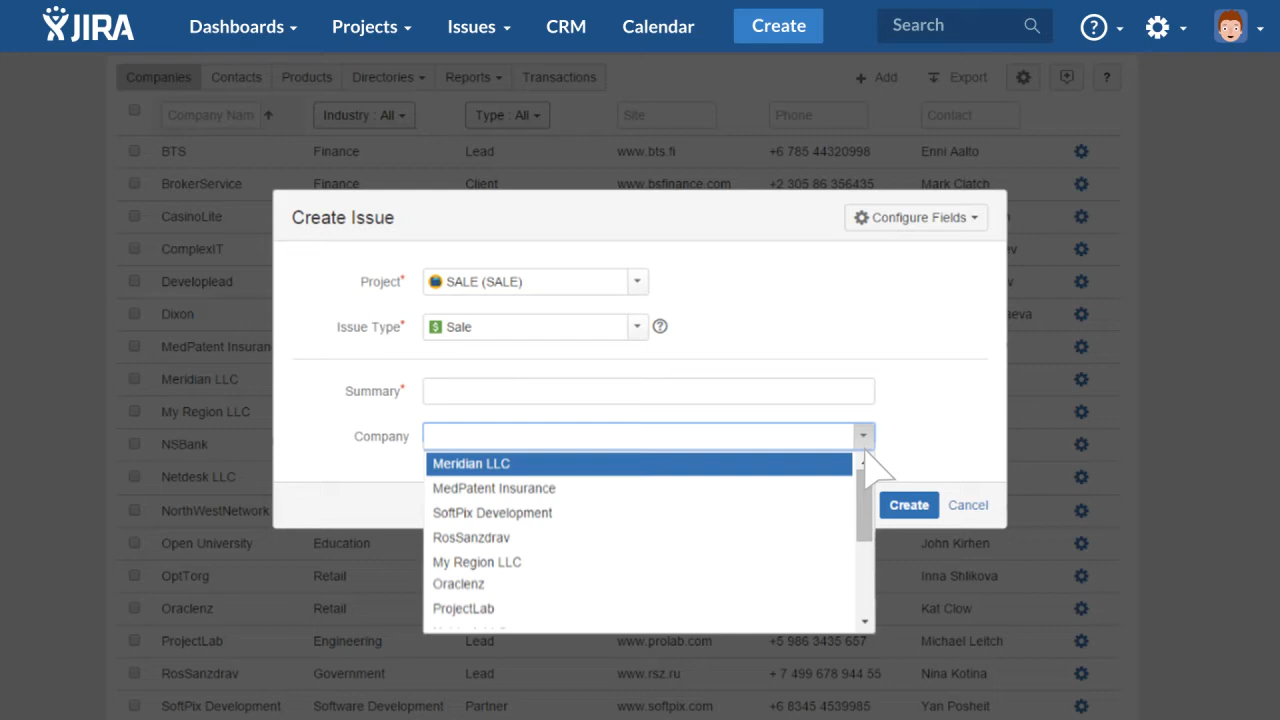 JIRA Dashboards Projects Issues CRM Calendar Create Search ?
Companies Contacts Products Directories Reports Transactions + Add Export ?
Company Nam Industry : All Type : All Site Phone Contact
BTS Finance Lead www.bts.fi +6 785 44320998 Enni Aalto
BrokerService Finance Client www.bsfinance.com +2 305 86 356435 Mark Clatch
CasinoLite
ComplexIT
Developlead
Dixon
MedPatent Insuran
Meridian LLC
My Region LLC
NSBank
Netdesk LLC
NorthWestNetwork
Create Issue Configure Fields
Project* SALE (SALE)
Issue Type* $ Sale ?
Summary*
Company
Meridian LLC
MedPatent Insurance
SoftPix Development
RosSanzdrav
My Region LLC
Oraclenz
ProjectLab
Create Cancel
Open University Education John Kirhen
OptTorg Retail Inna Shlikova
Oraclenz Retail Kat Clow
ProjectLab Engineering Lead www.prolab.com +5 986 3435 657 Michael Leitch
RosSanzdrav Government Lead www.rsz.ru + 7 499 678 944 55 Nina Kotina
SoftPix Development Software Development Partner www.softpix.com +6 8345 4539985 Yan Posheit